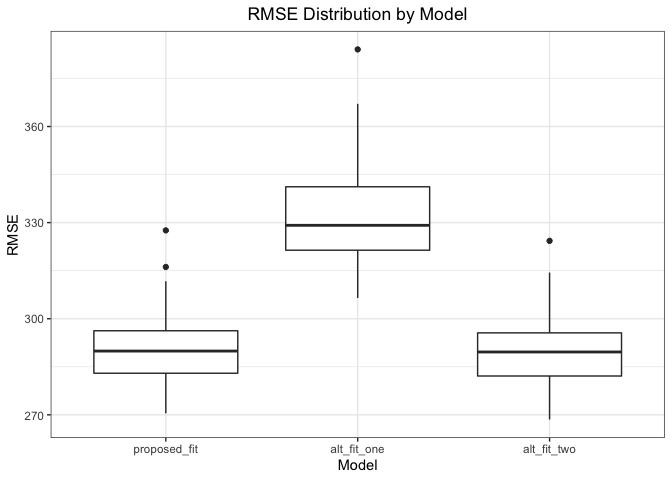 RMSE Distribution by Model
RMSE
360
330
300
270
proposed_fit
alt_fit_one
alt_fit_two
Model